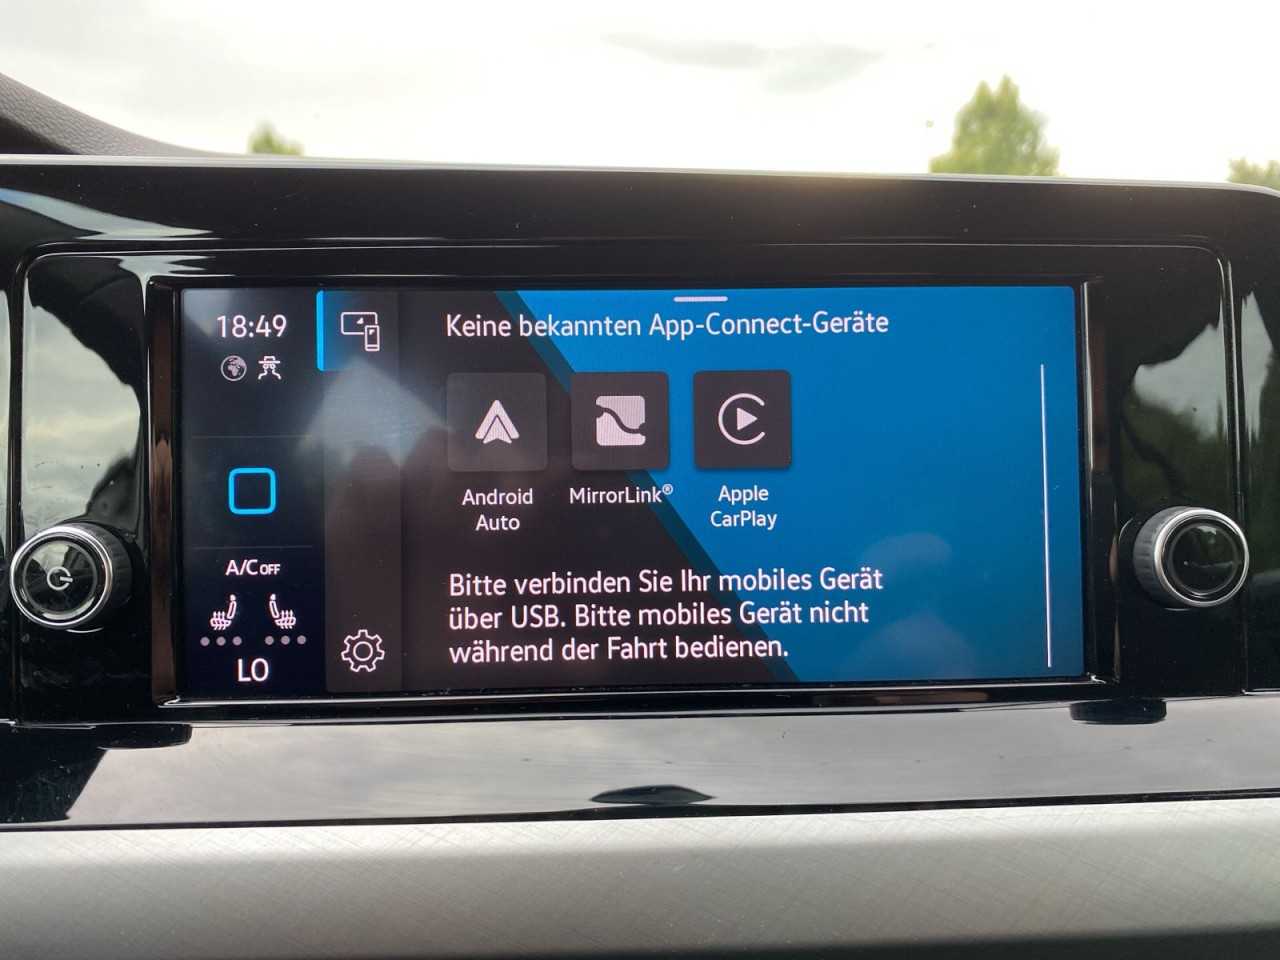 18:49
Keine bekannten App-Connect-Geräte
Android
Auto
MirrorLink®
Apple
CarPlay
A/C OFF
Bitte verbinden Sie Ihr mobiles Gerät
über USB. Bitte mobiles Gerät nicht
während der Fahrt bedienen.
LO